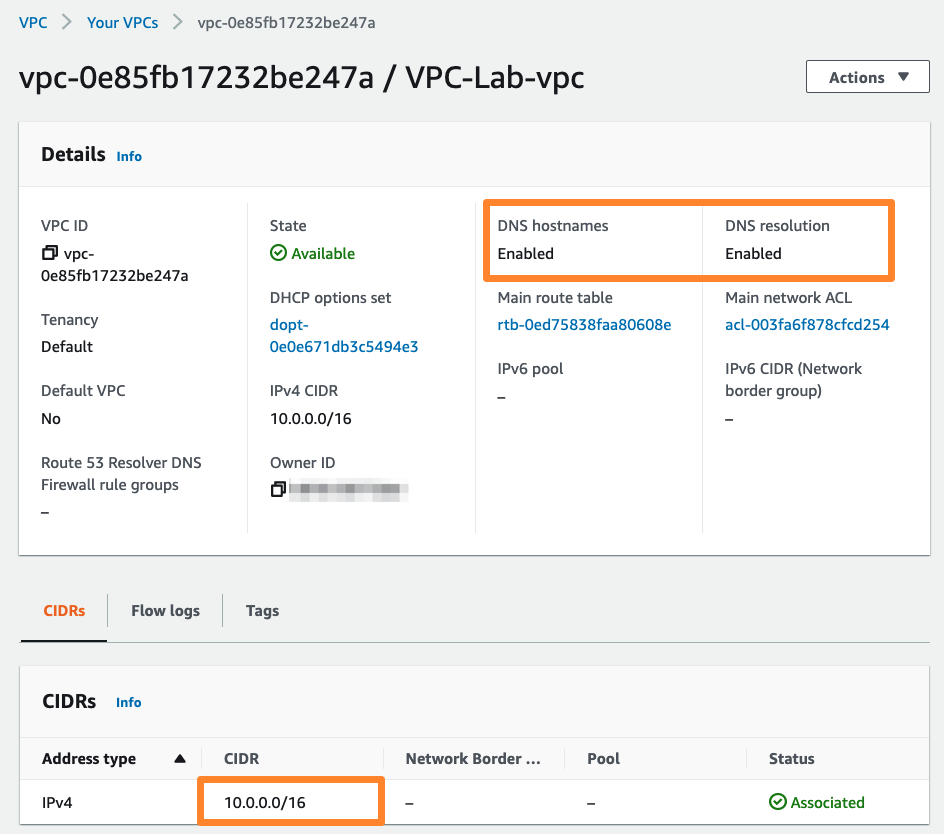 VPC > Your VPCs > vpc-0e85fb17232be247a
vpc-0e85fb17232be247a / VPC-Lab-vpc
Actions ▼
Details Info
VPC ID
vpc-
0e85fb17232be247a
Tenancy
Default
Default VPC
No
Route 53 Resolver DNS
Firewall rule groups
–
State
Available
DHCP options set
dopt-
0e0e671db3c5494e3
IPv4 CIDR
10.0.0.0/16
Owner ID
DNS hostnames
Enabled
Main route table
rtb-0ed75838faa80608e
IPv6 pool
–
DNS resolution
Enabled
Main network ACL
acl-003fa6f878cfcd254
IPv6 CIDR (Network
border group)
–
CIDRs Flow logs Tags
CIDRs Info
Address type ▲ CIDR Network Border ... Pool Status
IPv4 10.0.0.0/16 – – Associated